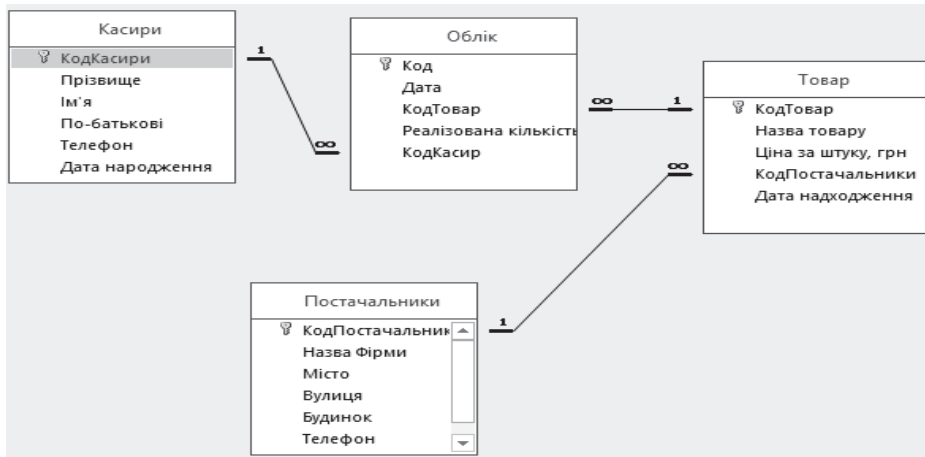 Касири
КодКасири
Прізвище
Ім'я
По-батькові
Телефон
Дата народження
1
∞
Облік
Код
Дата
КодТовар
Реалізована кількість
КодКасир
∞
1
Товар
КодТовар
Назва товару
Ціна за штуку, грн
КодПостачальники
Дата надходження
∞
1
Постачальники
КодПостачальник
Назва Фірми
Місто
Вулиця
Будинок
Телефон